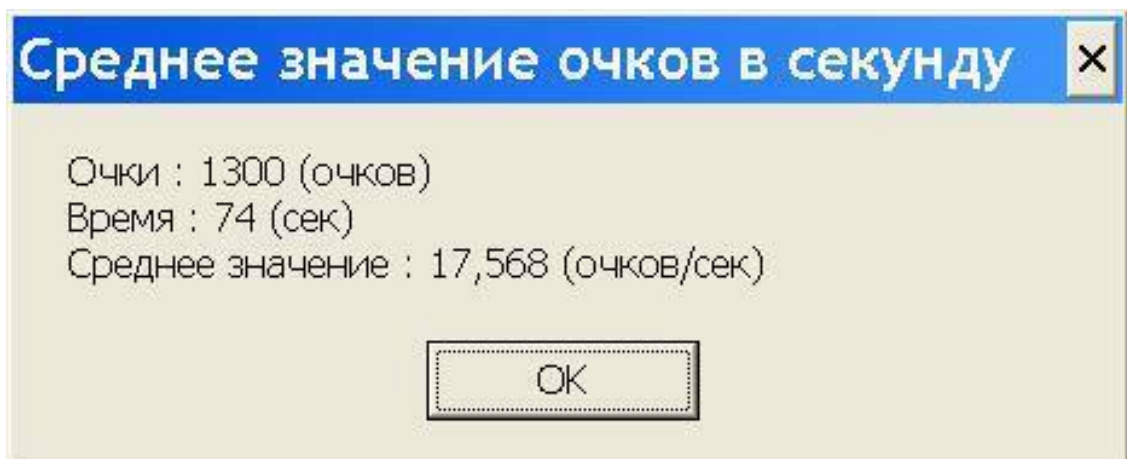 Среднее значение очков в секунду
Очки : 1300 (очков)
Время : 74 (сек)
Среднее значение : 17,568 (очков/сек)
OK